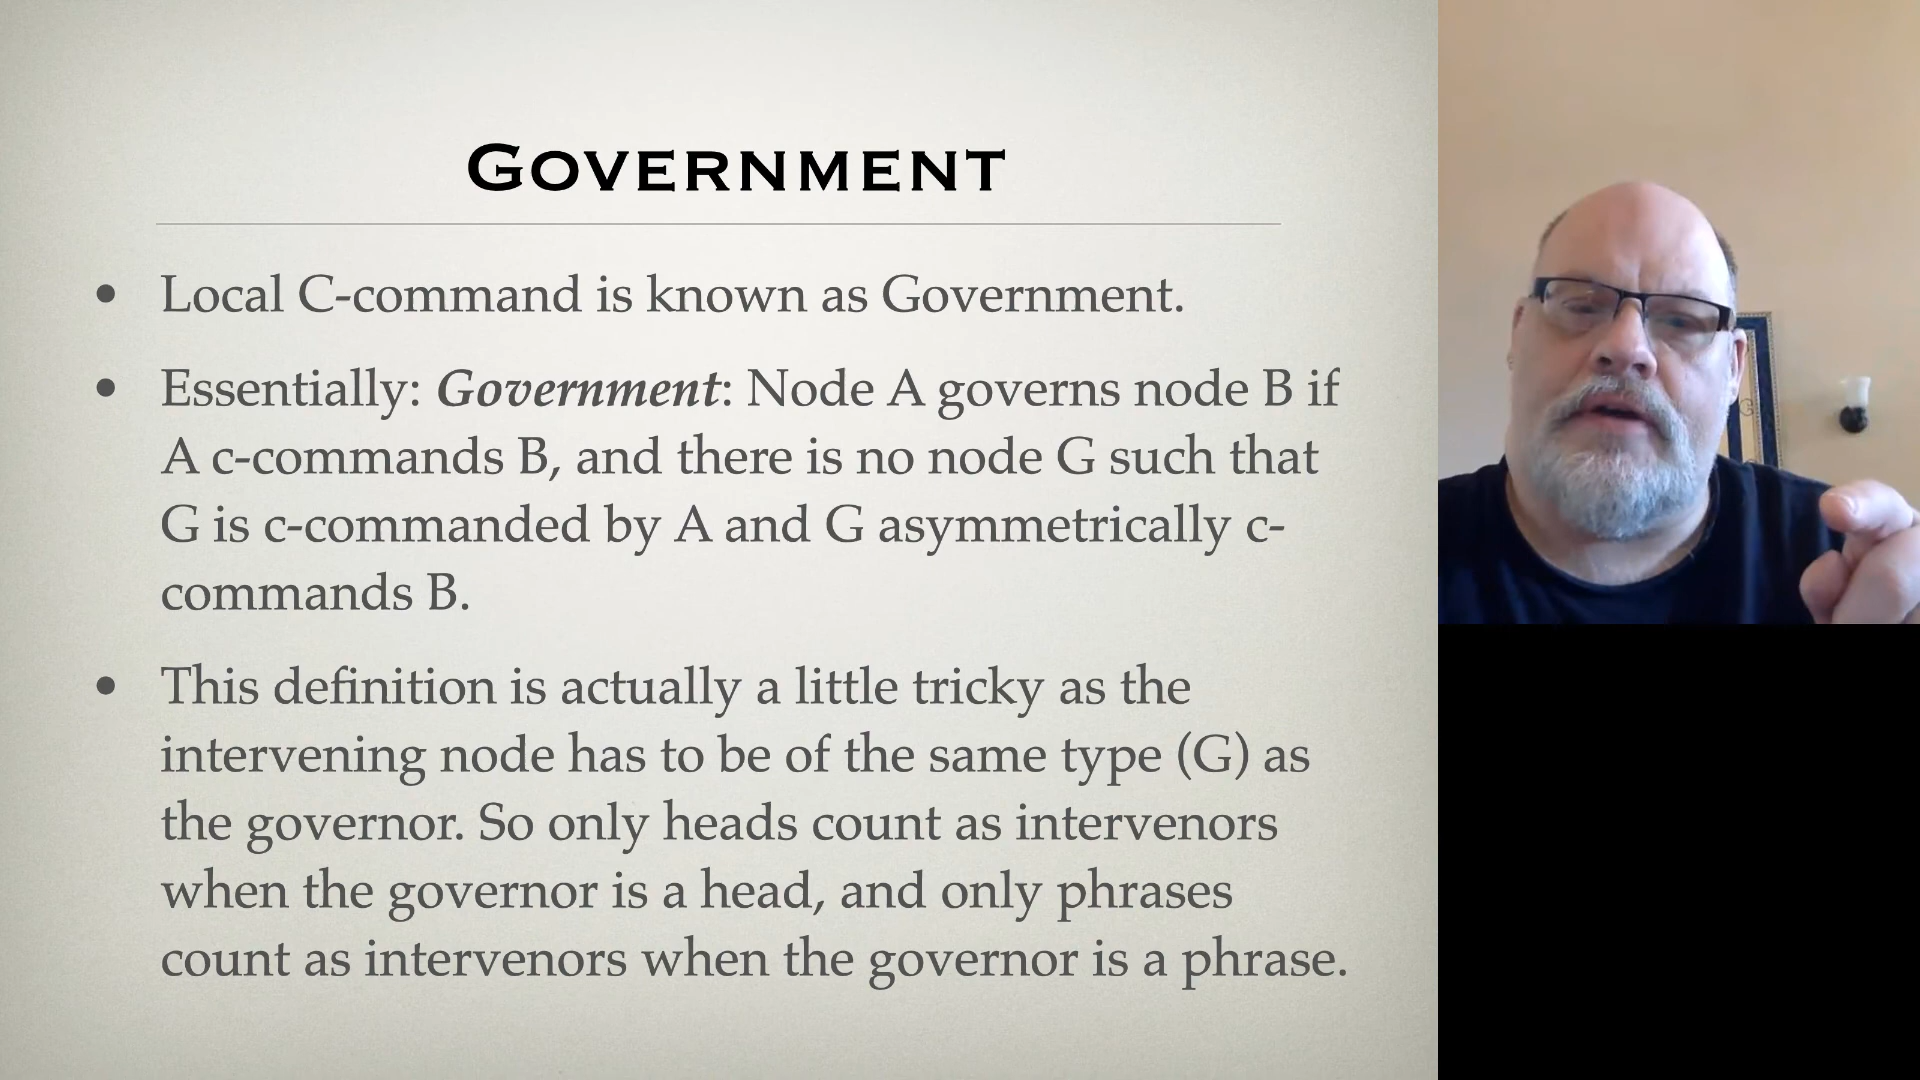 GOVERNMENT
• Local C-command is known as Government.
• Essentially: Government: Node A governs node B if
A c-commands B, and there is no node G such that
G is c-commanded by A and G asymmetrically c-
commands B.
• This definition is actually a little tricky as the
intervening node has to be of the same type (G) as
the governor. So only heads count as intervenors
when the governor is a head, and only phrases
count as intervenors when the governor is a phrase.